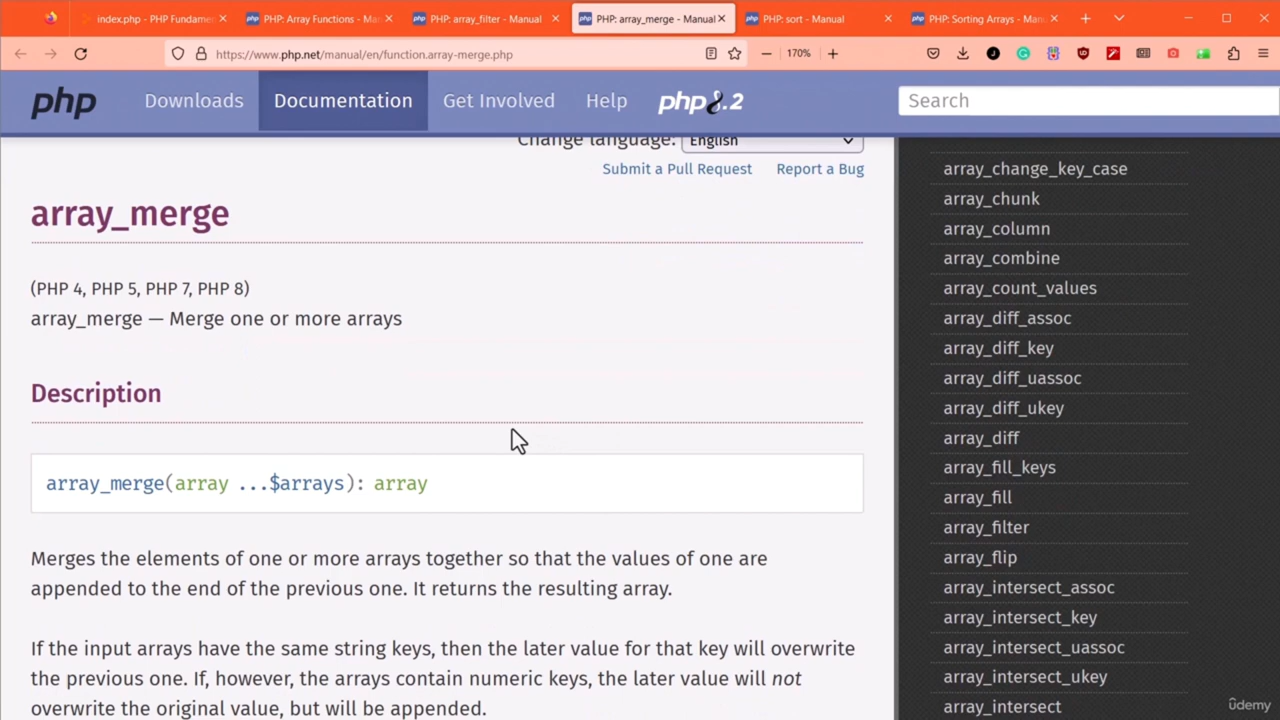 index.php - PHP Fundame
PHP: Array Functions - Manual
PHP: array_filter - Manual
PHP: array_merge - Manual
PHP: sort - Manual
PHP: Sorting Arrays - Manual
https://www.php.net/manual/en/function.array-merge.php
170%
php
Downloads
Documentation
Get Involved
Help
php8.2
Search
Change language:
English
Submit a Pull Request
Report a Bug
array_merge
(PHP 4, PHP 5, PHP 7, PHP 8)
array_merge — Merge one or more arrays
Description
array_merge(array ...$arrays): array
Merges the elements of one or more arrays together so that the values of one are
appended to the end of the previous one. It returns the resulting array.
If the input arrays have the same string keys, then the later value for that key will overwrite
the previous one. If, however, the arrays contain numeric keys, the later value will not
overwrite the original value, but will be appended.
array_change_key_case
array_chunk
array_column
array_combine
array_count_values
array_diff_assoc
array_diff_key
array_diff_uassoc
array_diff_ukey
array_diff
array_fill_keys
array_fill
array_filter
array_flip
array_intersect_assoc
array_intersect_key
array_intersect_uassoc
array_intersect_ukey
array_intersect
udemy